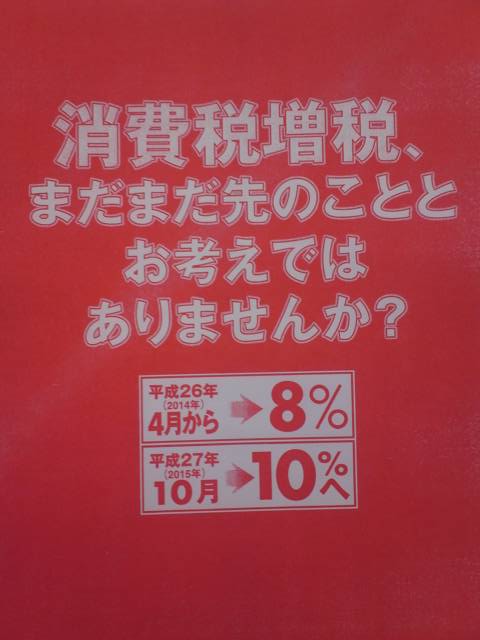 消費税増税、
まだまだ先のことと
お考えでは
ありませんか?
平成26年
(2014年)
4月から
8%
平成27年
(2015年)
10月
10%へ